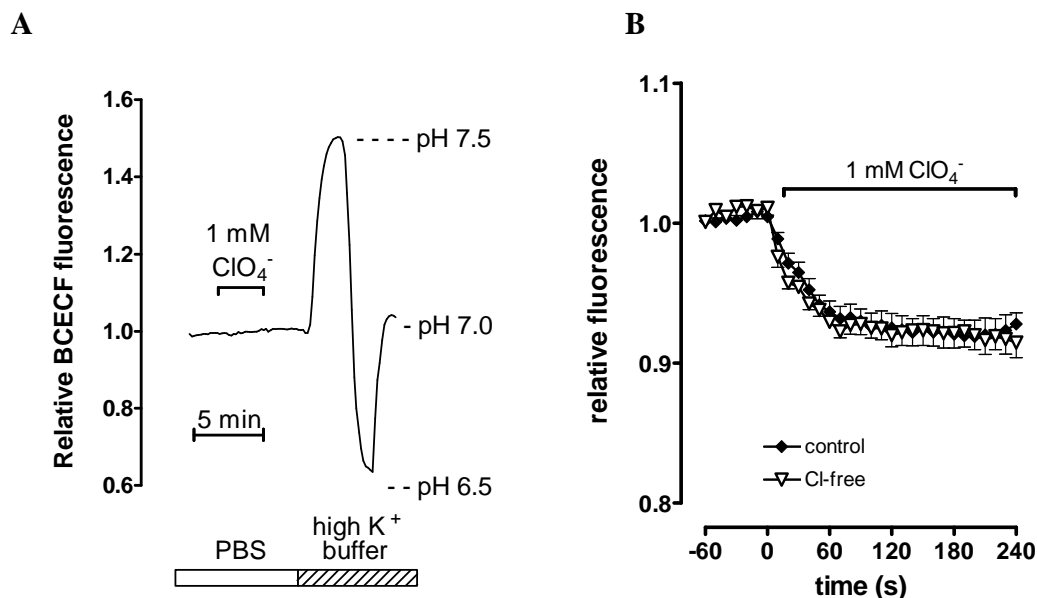 A
Relative BCECF fluorescence
1.6
1.4
1.2
1.0
0.8
0.6
1 mM
ClO₄⁻
5 min
- - - - pH 7.5
- pH 7.0
- - pH 6.5
PBS
high K⁺
buffer
B
relative fluorescence
1.1
1.0
0.9
0.8
1 mM ClO₄⁻
control
Cl-free
-60 0 60 120 180 240
time (s)